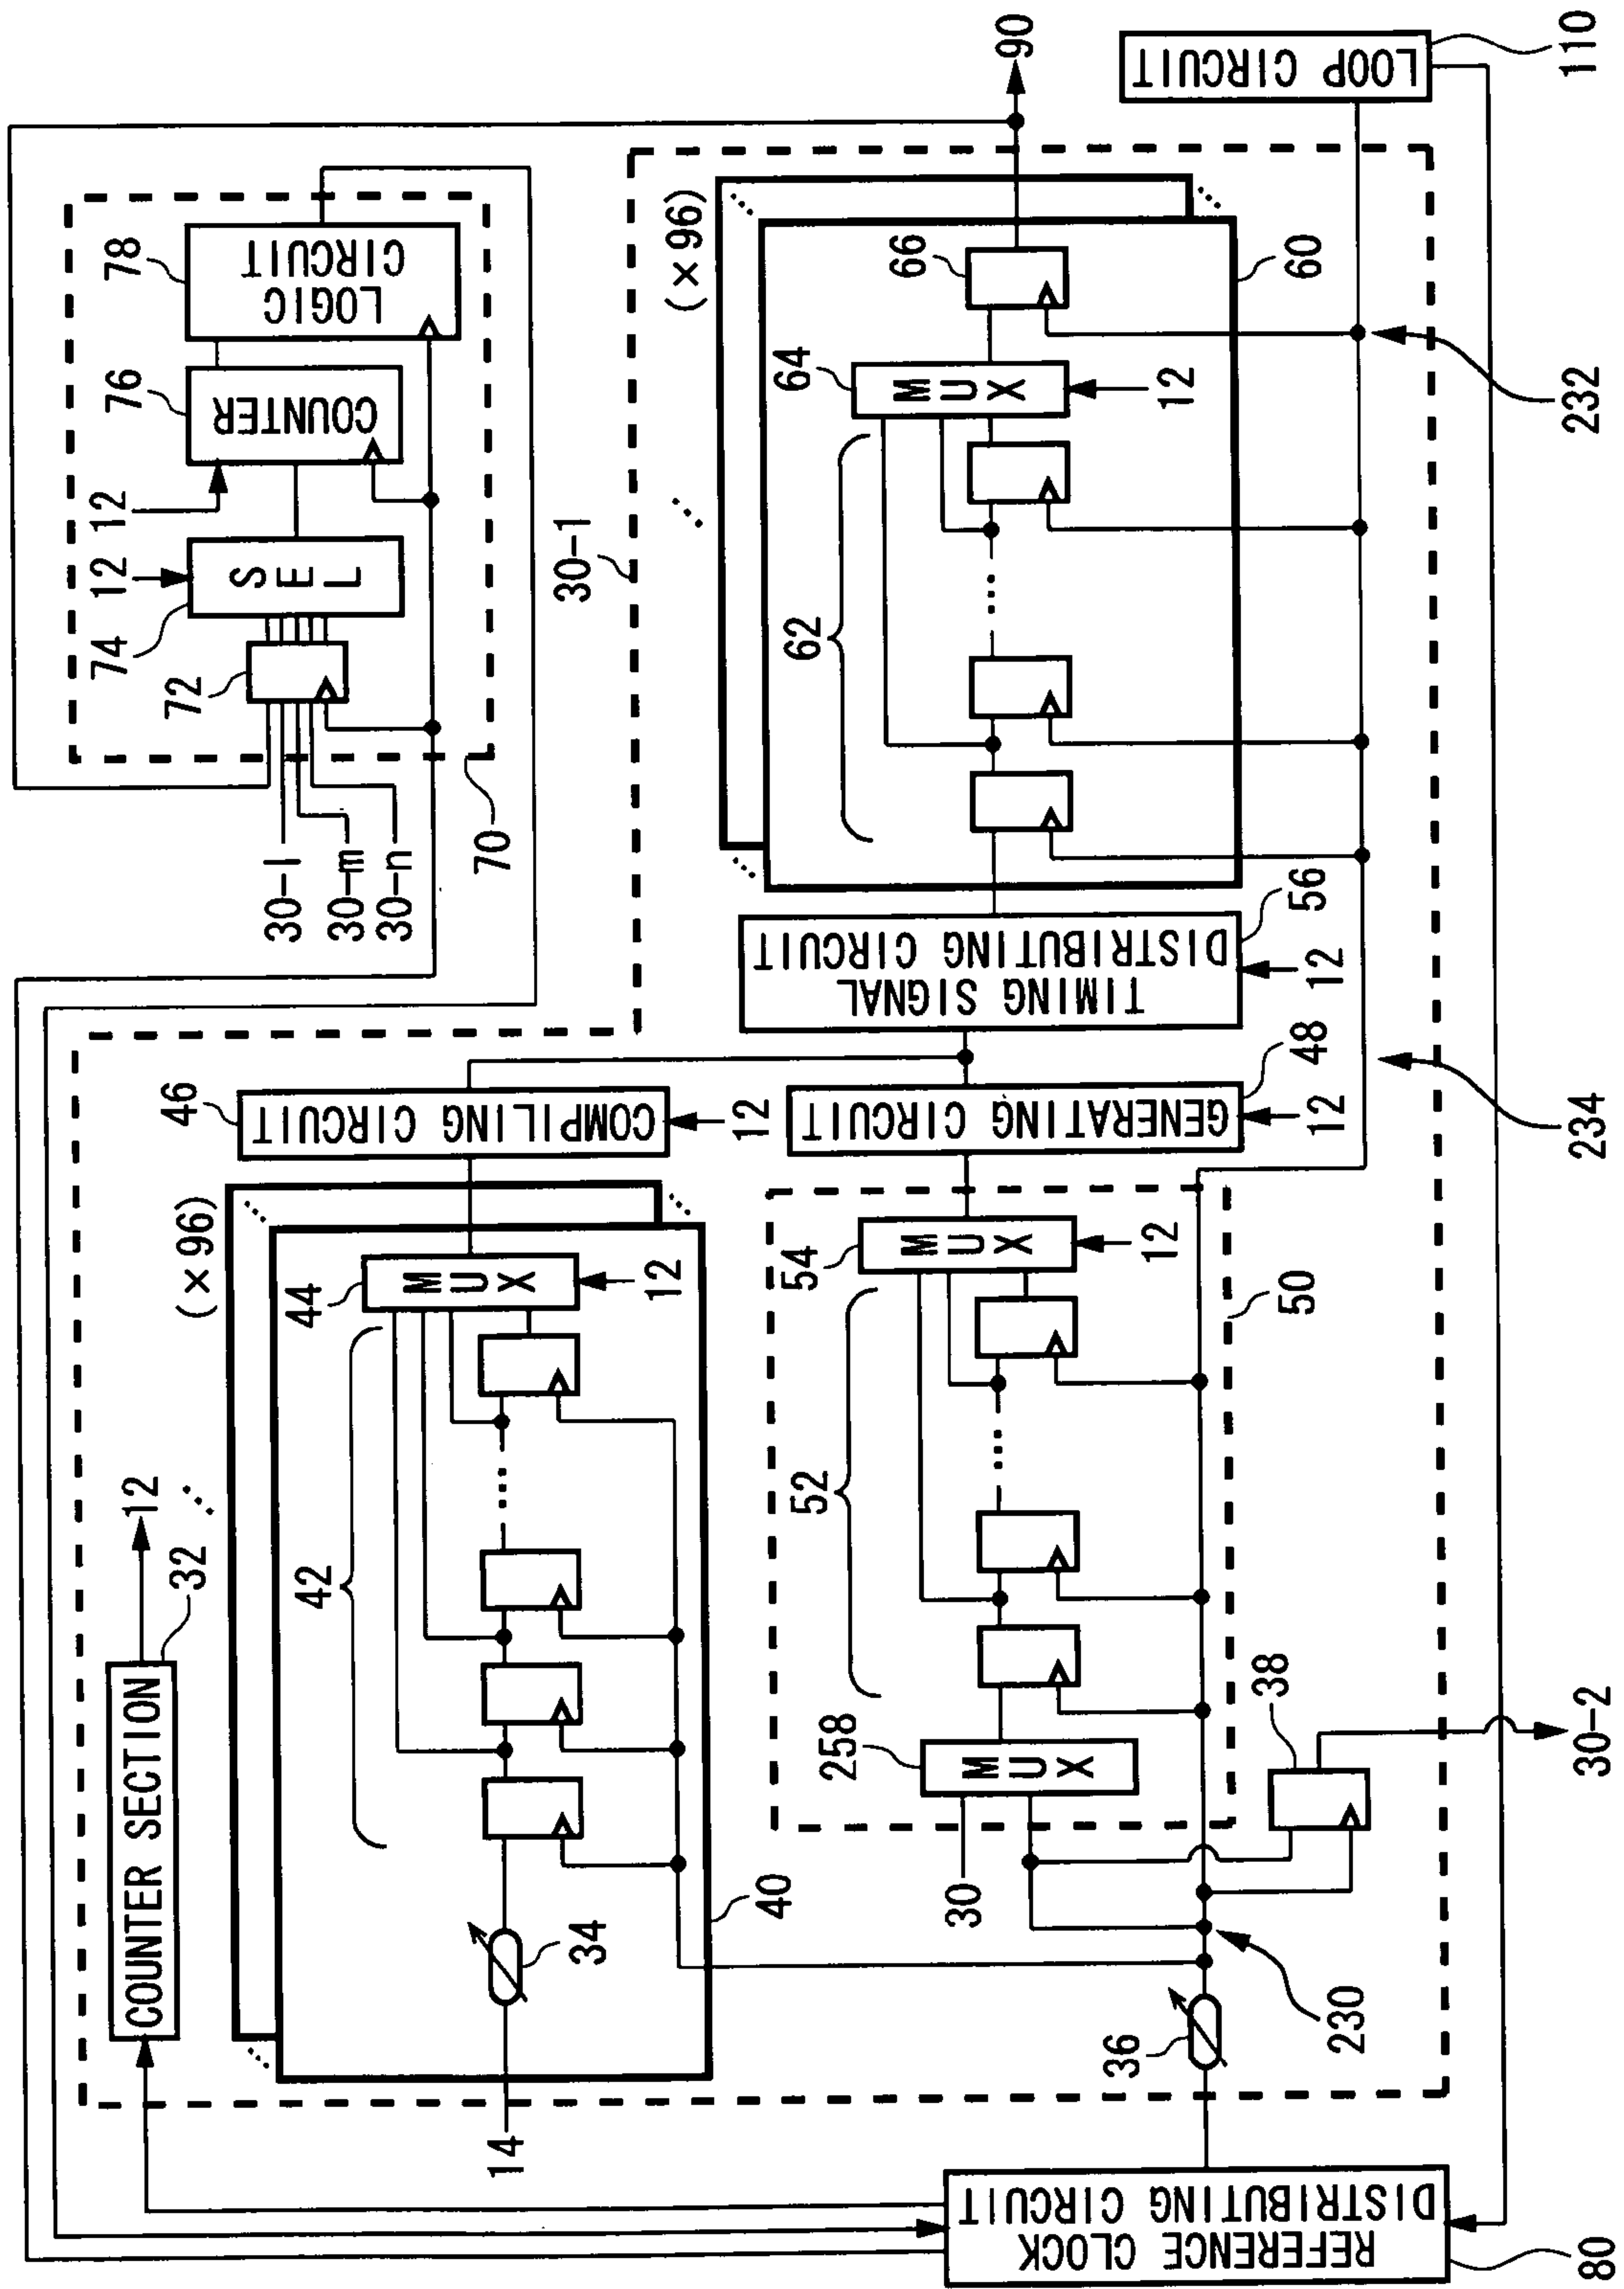 COUNTER SECTION
32
12
(×96)
14
34
42
44
MUX
12
40
46
COMPILING CIRCUIT
12
30-l
30-m
30-n
70
72
74
SEL
12
12
76
COUNTER
78
LOGIC
CIRCUIT
30-1
36
230
30
258
MUX
52
54
MUX
12
50
38
30-2
48
GENERATING CIRCUIT
12
234
TIMING SIGNAL
DISTRIBUTING CIRCUIT
56
12
62
64
MUX
12
66
(×96)
60
232
90
LOOP CIRCUIT
110
REFERENCE CLOCK
DISTRIBUTING CIRCUIT
80